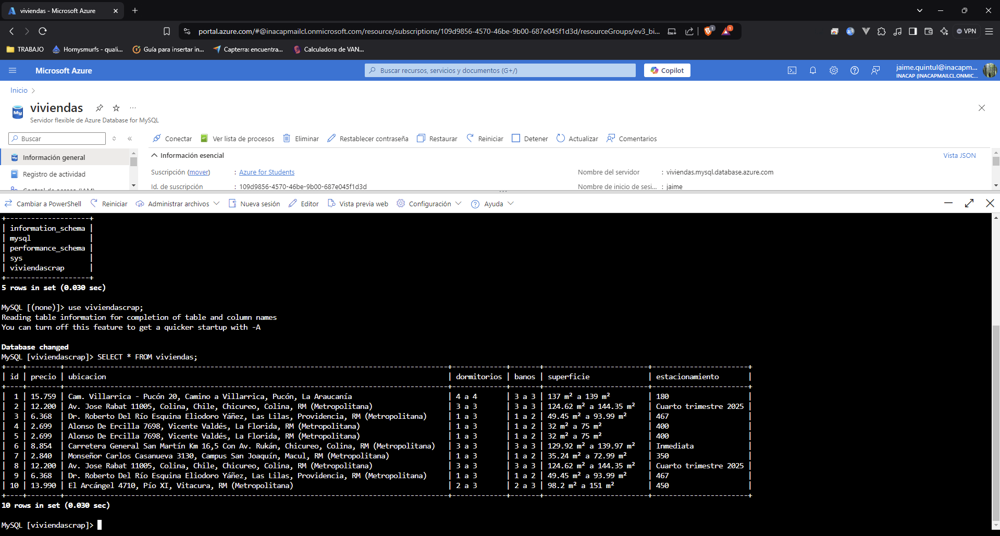 viviendas - Microsoft Azure
portal.azure.com/#@inacapmailcl.onmicrosoft.com/resource/subscriptions/109d9856-4570-46be-9b00-687e045f1d3d/resourceGroups/ev3_bi...
1
1
VPN
TRABAJO
Hornysmurfs - quali...
Guía para insertar in...
Capterra: encuentra...
Calculadora de VAN...
Microsoft Azure
Buscar recursos, servicios y documentos (G+/)
Copilot
jaime.quintul@inacapm...
INACAP (INACAPMAILCL.ONMIC...
Inicio
My
viviendas
...
Servidor flexible de Azure Database for MySQL
Buscar
Conectar
Ver lista de procesos
Eliminar
Restablecer contraseña
Restaurar
Reiniciar
Detener
Actualizar
Comentarios
Información general
Registro de actividad
Información esencial
Vista JSON
Suscripción (mover) : Azure for Students
Nombre del servidor : viviendas.mysql.database.azure.com
Id. de suscripción : 109d9856-4570-46be-9b00-687e045f1d3d
Nombre de inicio de sesi... : jaime
Cambiar a PowerShell
Reiniciar
Administrar archivos
Nueva sesión
Editor
Vista previa web
Configuración
Ayuda
+--------------------+
| information_schema |
| mysql              |
| performance_schema |
| sys                |
| viviendascrap      |
+--------------------+
5 rows in set (0.030 sec)
MySQL [(none)]> use viviendascrap;
Reading table information for completion of table and column names
You can turn off this feature to get a quicker startup with -A
Database changed
MySQL [viviendascrap]> SELECT * FROM viviendas;
| id | precio | ubicacion | dormitorios | banos | superficie | estacionamiento |
| 1 | 15.759 | Cam. Villarrica - Pucón 20, Camino a Villarrica, Pucón, La Araucanía | 4 a 4 | 3 a 3 | 137 m² a 139 m² | 180 |
| 2 | 12.200 | Av. Jose Rabat 11005, Colina, Chile, Chicureo, Colina, RM (Metropolitana) | 3 a 3 | 3 a 3 | 124.62 m² a 144.35 m² | Cuarto trimestre 2025 |
| 3 | 6.368 | Dr. Roberto Del Río Esquina Eliodoro Yáñez, Las Lilas, Providencia, RM (Metropolitana) | 1 a 3 | 1 a 2 | 49.45 m² a 93.99 m² | 467 |
| 4 | 2.699 | Alonso De Ercilla 7698, Vicente Valdés, La Florida, RM (Metropolitana) | 1 a 3 | 1 a 2 | 32 m² a 75 m² | 400 |
| 5 | 2.699 | Alonso De Ercilla 7698, Vicente Valdés, La Florida, RM (Metropolitana) | 1 a 3 | 1 a 2 | 32 m² a 75 m² | 400 |
| 6 | 8.854 | Carretera General San Martín Km 16,5 Con Av. Rukán, Chicureo, Colina, RM (Metropolitana) | 3 a 3 | 3 a 3 | 129.92 m² a 139.97 m² | Inmediata |
| 7 | 2.840 | Monseñor Carlos Casanueva 3130, Campus San Joaquín, Macul, RM (Metropolitana) | 1 a 3 | 1 a 2 | 35.24 m² a 72.99 m² | 350 |
| 8 | 12.200 | Av. Jose Rabat 11005, Colina, Chile, Chicureo, Colina, RM (Metropolitana) | 3 a 3 | 3 a 3 | 124.62 m² a 144.35 m² | Cuarto trimestre 2025 |
| 9 | 6.368 | Dr. Roberto Del Río Esquina Eliodoro Yáñez, Las Lilas, Providencia, RM (Metropolitana) | 1 a 3 | 1 a 2 | 49.45 m² a 93.99 m² | 467 |
| 10 | 13.990 | El Arcángel 4710, Pío XI, Vitacura, RM (Metropolitana) | 2 a 3 | 2 a 3 | 98.2 m² a 151 m² | 450 |
10 rows in set (0.030 sec)
MySQL [viviendascrap]>